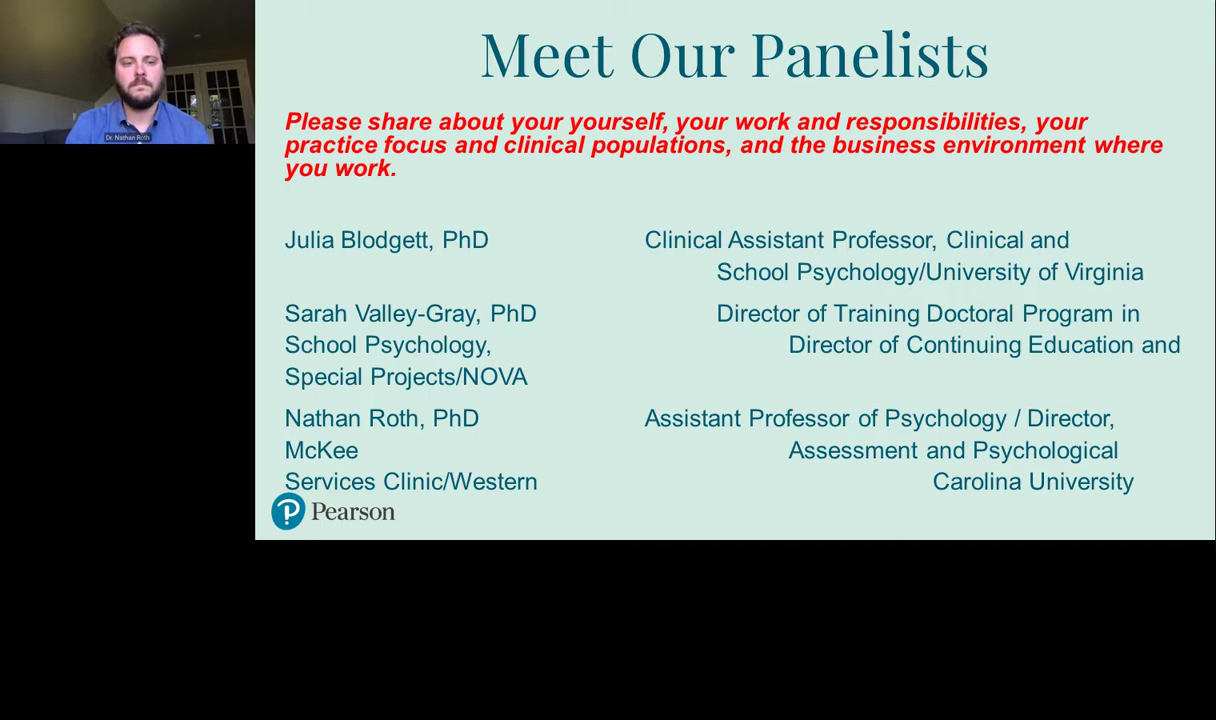 Meet Our Panelists
Dr. Nathan Roth
Please share about your yourself, your work and responsibilities, your
practice focus and clinical populations, and the business environment where
you work.
Julia Blodgett, PhD Clinical Assistant Professor, Clinical and
School Psychology/University of Virginia
Sarah Valley-Gray, PhD Director of Training Doctoral Program in
School Psychology, Director of Continuing Education and
Special Projects/NOVA
Nathan Roth, PhD Assistant Professor of Psychology / Director,
McKee Assessment and Psychological
Services Clinic/Western Carolina University
Pearson